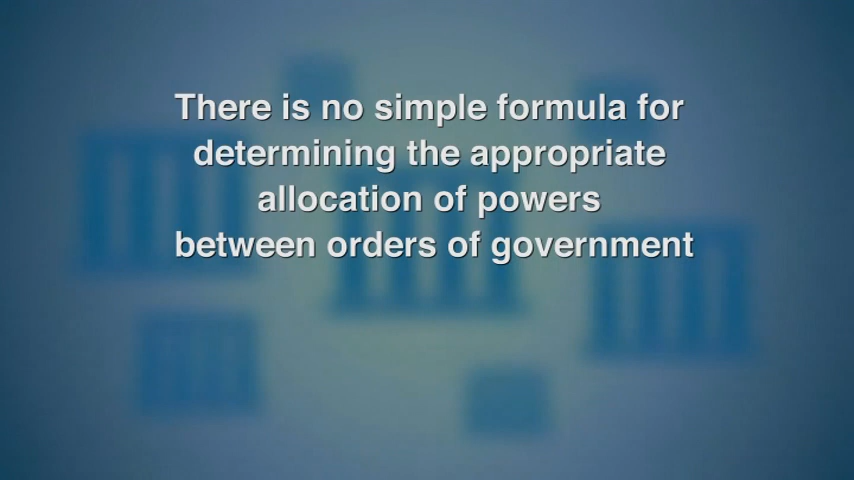 There is no simple formula for
determining the appropriate
allocation of powers
between orders of government